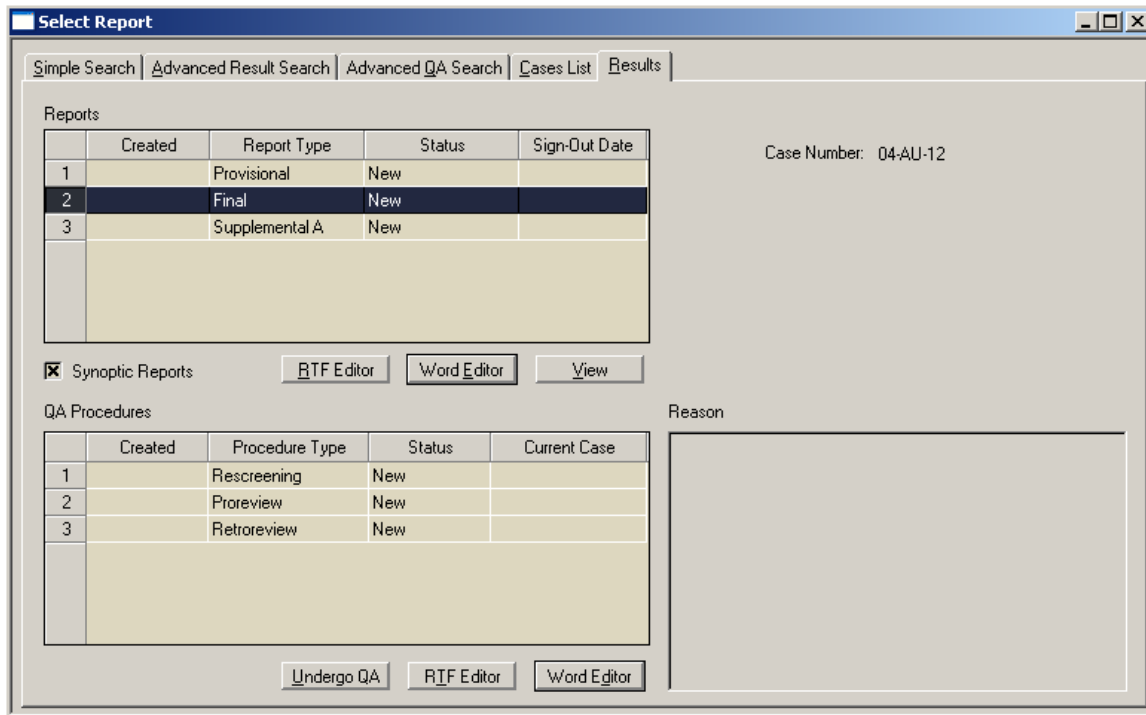 Select Report
Simple Search Advanced Result Search Advanced QA Search Cases List Results
Reports
Created Report Type Status Sign-Out Date
Case Number: 04-AU-12
1 Provisional New
2 Final New
3 Supplemental A New
Synoptic Reports RTF Editor Word Editor View
QA Procedures
Reason
Created Procedure Type Status Current Case
1 Rescreening New
2 Proreview New
3 Retroreview New
Undergo QA RTF Editor Word Editor